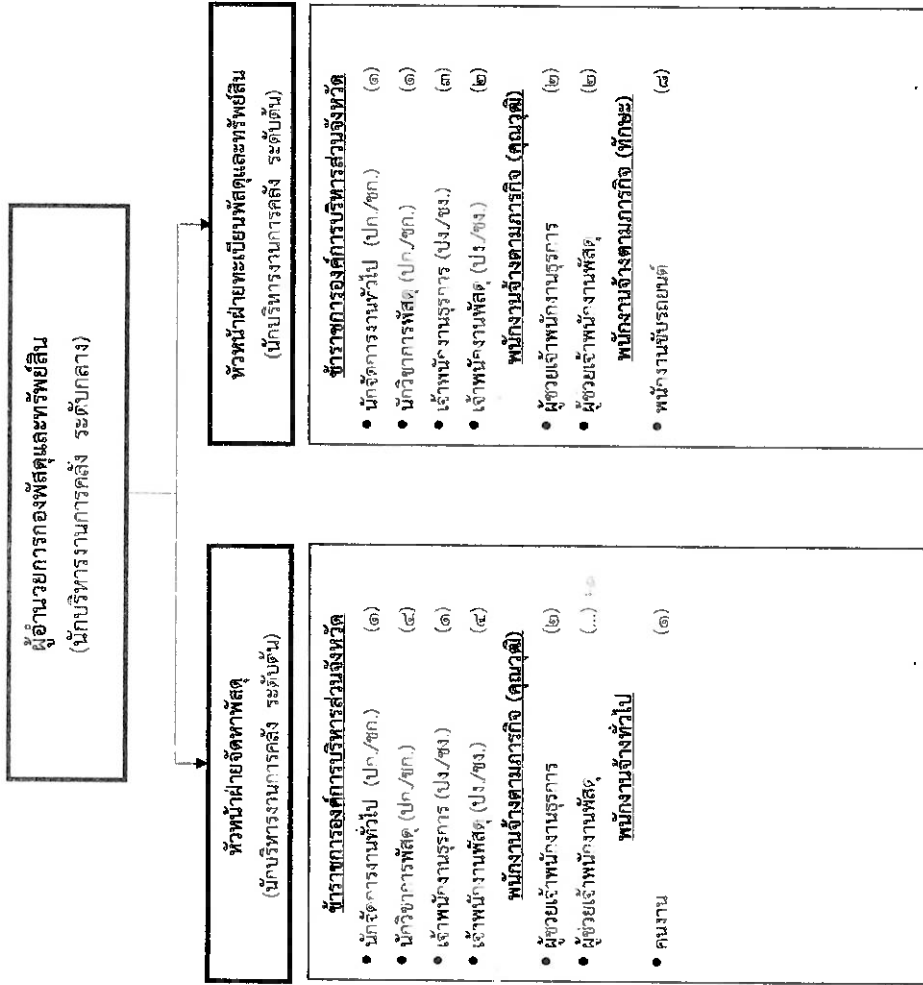 ผู้อำนวยการกองพัสดุและทรัพย์สิน
(นักบริหารงานการคลัง ระดับกลาง)
หัวหน้าฝ่ายจัดหาพัสดุ
(นักบริหารงานการคลัง ระดับต้น)
ข้าราชการองค์การบริหารส่วนจังหวัด
• นักจัดการงานทั่วไป (ปก./ชก.) (๑)
• นักวิชาการพัสดุ (ปก./ชก.) (๔)
• เจ้าพนักงานธุรการ (ปง./ชง.) (๑)
• เจ้าพนักงานพัสดุ (ปง./ชง.) (๔)
พนักงานจ้างตามภารกิจ (คุณวุฒิ)
• ผู้ช่วยเจ้าพนักงานธุรการ (๒)
• ผู้ช่วยเจ้าพนักงานพัสดุ (...)
พนักงานจ้างทั่วไป
• คนงาน (๑)
หัวหน้าฝ่ายทะเบียนพัสดุและทรัพย์สิน
(นักบริหารงานการคลัง ระดับต้น)
ข้าราชการองค์การบริหารส่วนจังหวัด
• นักจัดการงานทั่วไป (ปก./ชก.) (๑)
• นักวิชาการพัสดุ (ปก./ชก.) (๑)
• เจ้าพนักงานธุรการ (ปง./ชง.) (๓)
• เจ้าพนักงานพัสดุ (ปง./ชง.) (๒)
พนักงานจ้างตามภารกิจ (คุณวุฒิ)
• ผู้ช่วยเจ้าพนักงานธุรการ (๒)
• ผู้ช่วยเจ้าพนักงานพัสดุ (๒)
พนักงานจ้างตามภารกิจ (ทักษะ)
• พนักงานขับรถยนต์ (๘)